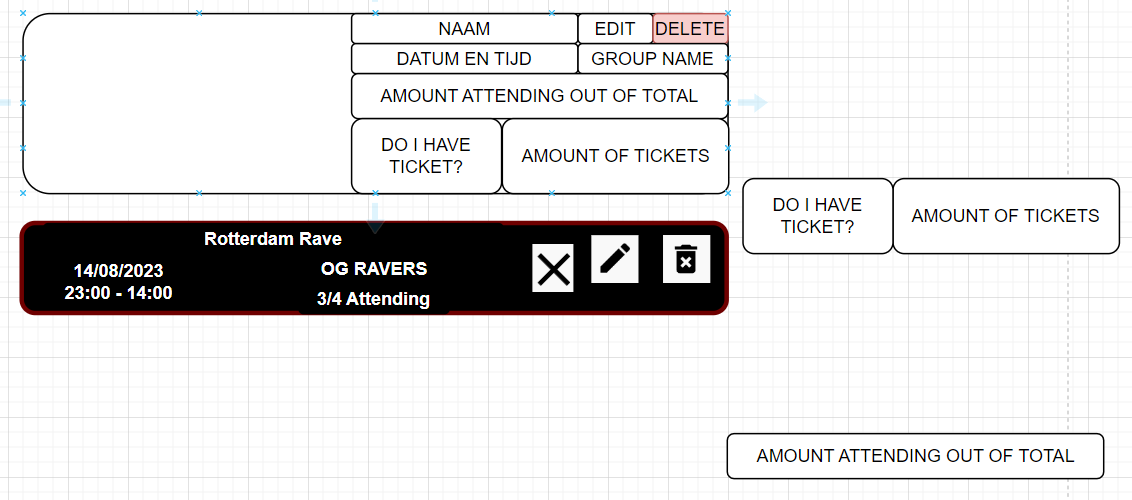 NAAM
EDIT
DELETE
DATUM EN TIJD
GROUP NAME
AMOUNT ATTENDING OUT OF TOTAL
DO I HAVE
TICKET?
AMOUNT OF TICKETS
DO I HAVE
TICKET?
AMOUNT OF TICKETS
Rotterdam Rave
14/08/2023
23:00 - 14:00
OG RAVERS
3/4 Attending
AMOUNT ATTENDING OUT OF TOTAL